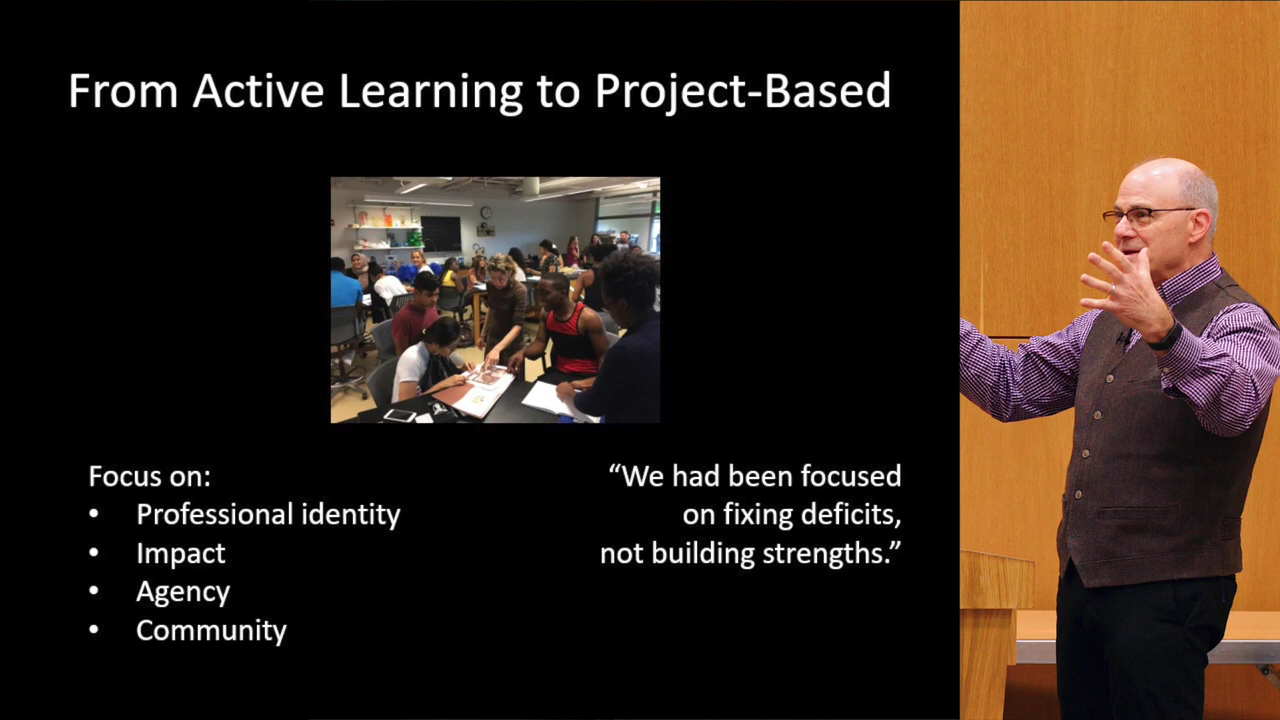 From Active Learning to Project-Based
Focus on:
• Professional identity
• Impact
• Agency
• Community
“We had been focused
on fixing deficits,
not building strengths.”